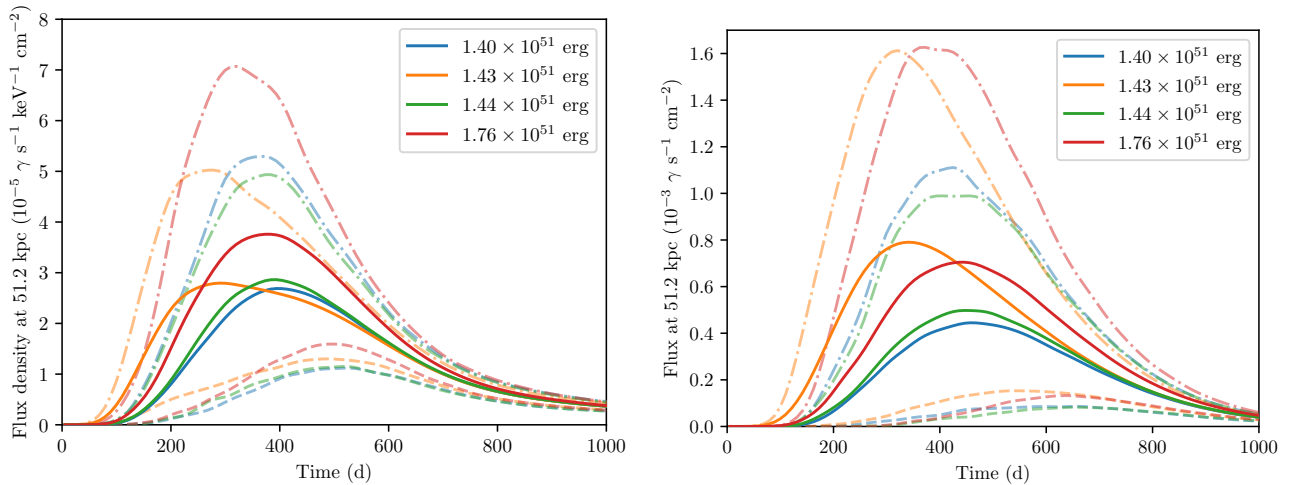 Flux density at 51.2 kpc (10⁻⁵ γ s⁻¹ keV⁻¹ cm⁻²)
8
7
6
5
4
3
2
1
0
1.40 × 10⁵¹ erg
1.43 × 10⁵¹ erg
1.44 × 10⁵¹ erg
1.76 × 10⁵¹ erg
0 200 400 600 800 1000
Time (d)
Flux at 51.2 kpc (10⁻³ γ s⁻¹ cm⁻²)
1.6
1.4
1.2
1.0
0.8
0.6
0.4
0.2
0.0
1.40 × 10⁵¹ erg
1.43 × 10⁵¹ erg
1.44 × 10⁵¹ erg
1.76 × 10⁵¹ erg
0 200 400 600 800 1000
Time (d)